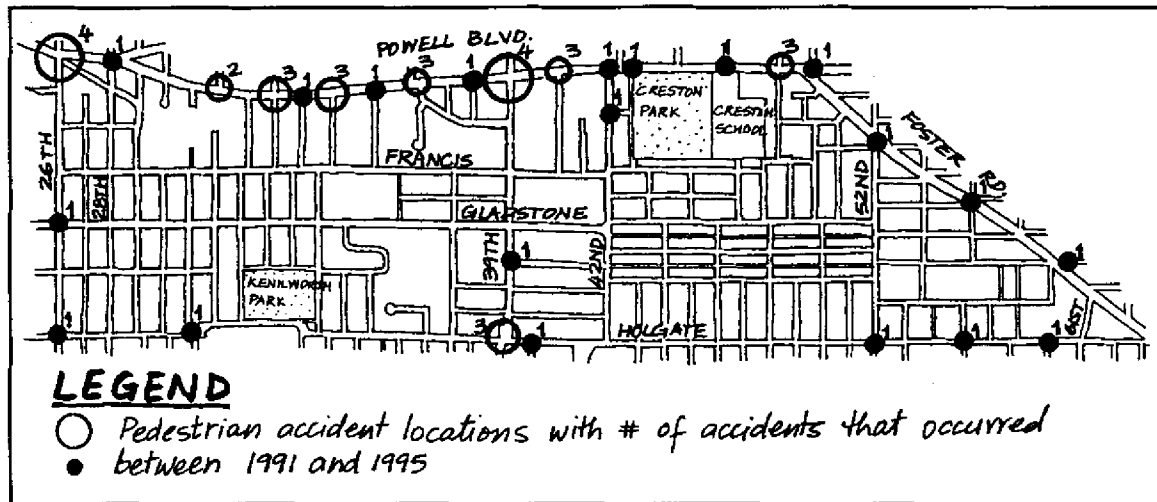 4
1
POWELL BLVD.
2
3
1
3
1
3
1
4
3
1
1
1
3
1
1
CRESTON
PARK
CRESTON
SCHOOL
FOSTER RD.
1
1
1
26TH
28TH
FRANCIS
GLADSTONE
52ND
1
39TH
1
42ND
KENILWORTH
PARK
1
1
3
1
HOLGATE
1
1
1
61ST
LEGEND
Pedestrian accident locations with # of accidents that occurred
between 1991 and 1995